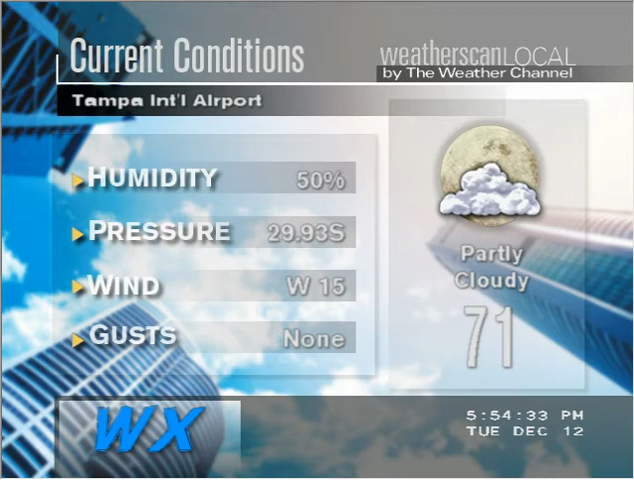 Current Conditions
weatherscanLOCAL
by The Weather Channel
Tampa Int'l Airport
HUMIDITY 50%
PRESSURE 29.93S
WIND W 15
GUSTS None
Partly
Cloudy
71
WX
5:54:33 PM
TUE DEC 12